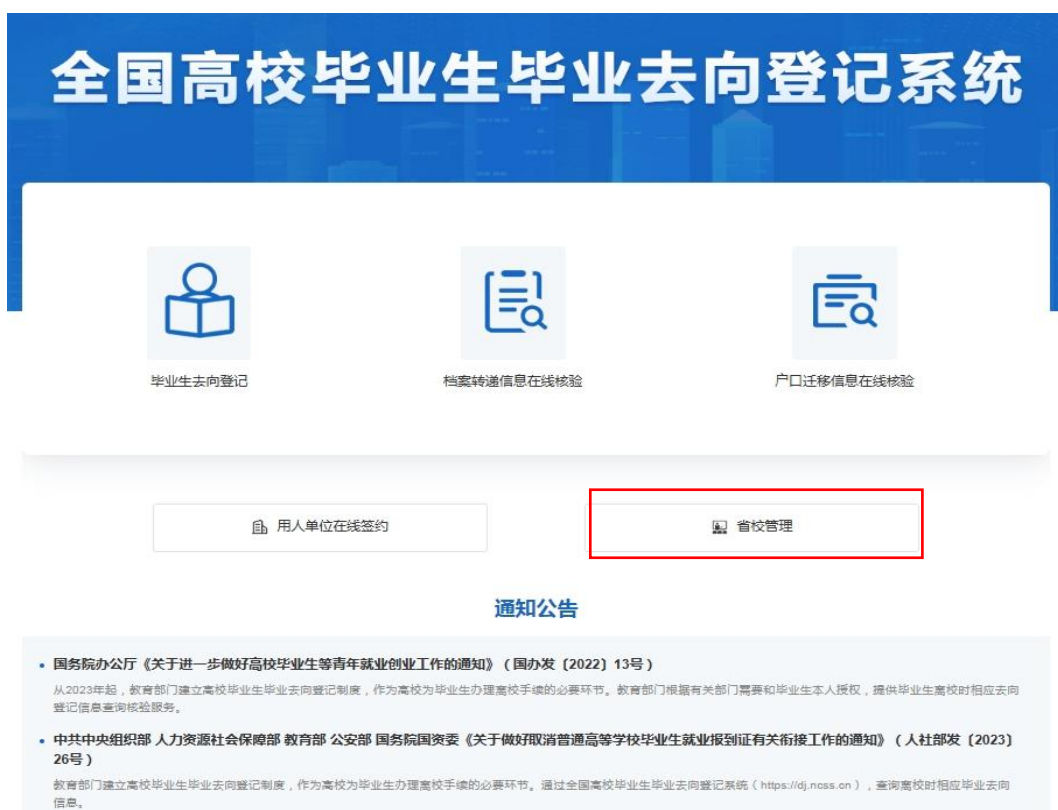 全国高校毕业生毕业去向登记系统
毕业生去向登记
档案转递信息在线核验
户口迁移信息在线核验
用人单位在线签约
省校管理
通知公告
• 国务院办公厅《关于进一步做好高校毕业生等青年就业创业工作的通知》（国办发〔2022〕13号）
从2023年起，教育部门建立高校毕业生毕业去向登记制度，作为高校为毕业生办理离校手续的必要环节。教育部门根据有关部门需要和毕业生本人授权，提供毕业生离校时相应去向
登记信息查询核验服务。
• 中共中央组织部 人力资源社会保障部 教育部 公安部 国务院国资委《关于做好取消普通高等学校毕业生就业报到证有关衔接工作的通知》（人社部发〔2023〕
26号）
教育部门建立高校毕业生毕业去向登记制度，作为高校为毕业生办理离校手续的必要环节。通过全国高校毕业生毕业去向登记系统（https://dj.ncss.cn），查询离校时相应毕业去向
信息。